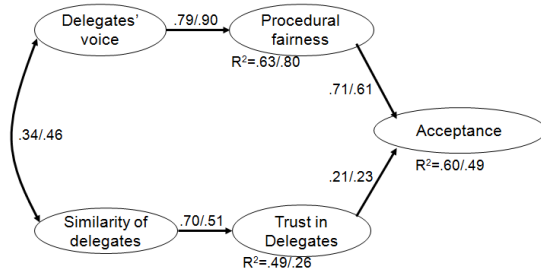 Delegates'
voice
.79/.90
Procedural
fairness
R²=.63/.80
.71/.61
.34/.46
Acceptance
R²=.60/.49
.21/.23
Similarity of
delegates
.70/.51
Trust in
Delegates
R²=.49/.26